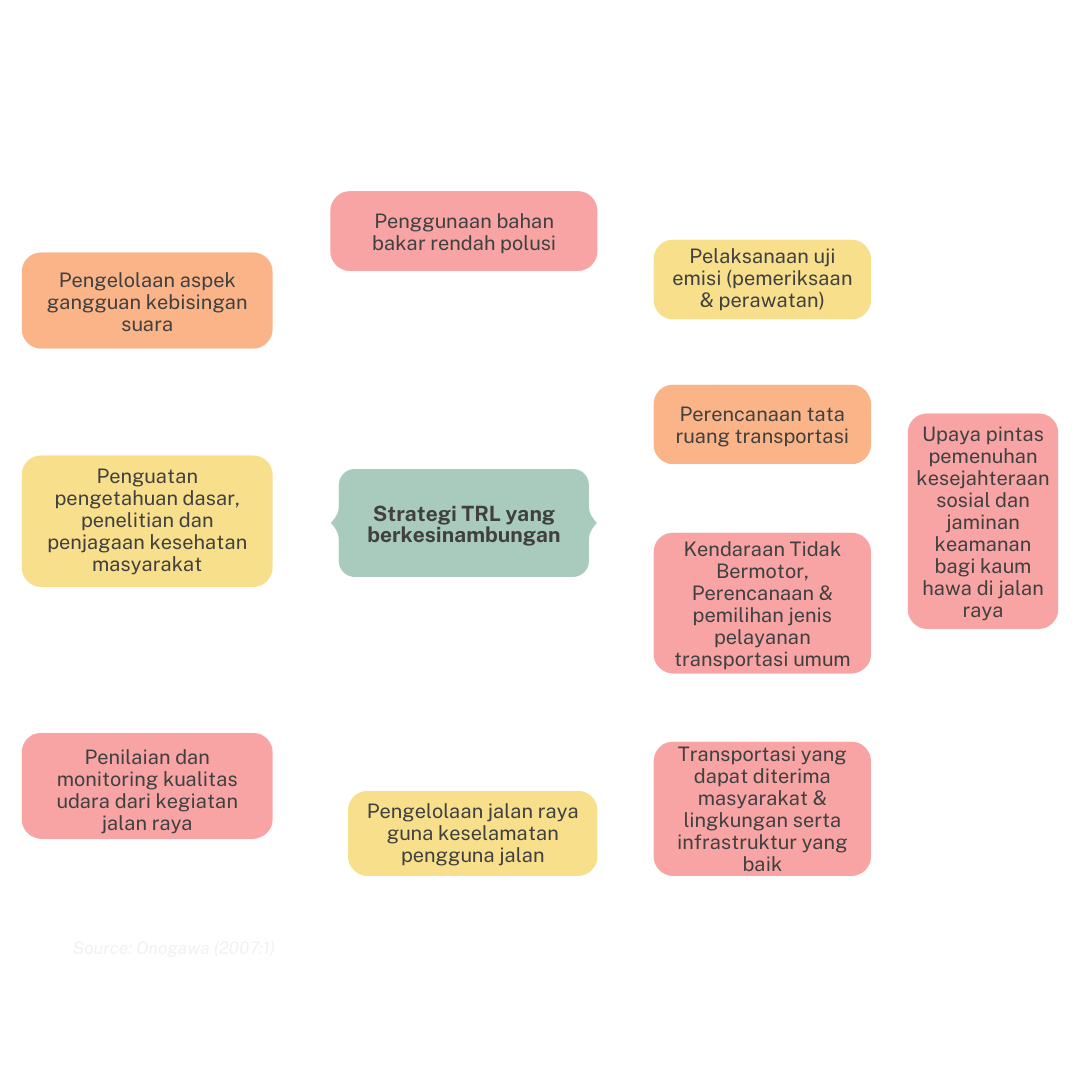 Penggunaan bahan
bakar rendah polusi
Pengelolaan aspek
gangguan kebisingan
suara
Pelaksanaan uji
emisi (pemeriksaan
& perawatan)
Perencanaan tata
ruang transportasi
Upaya pintas
pemenuhan
kesejahteraan
sosial dan
jaminan
keamanan
bagi kaum
hawa di jalan
raya
Penguatan
pengetahuan dasar,
penelitian dan
penjagaan kesehatan
masyarakat
Strategi TRL yang
berkesinambungan
Kendaraan Tidak
Bermotor,
Perencanaan &
pemilihan jenis
pelayanan
transportasi umum
Penilaian dan
monitoring kualitas
udara dari kegiatan
jalan raya
Pengelolaan jalan raya
guna keselamatan
pengguna jalan
Transportasi yang
dapat diterima
masyarakat &
lingkungan serta
infrastruktur yang
baik
Source: Onogawa (2007:1)